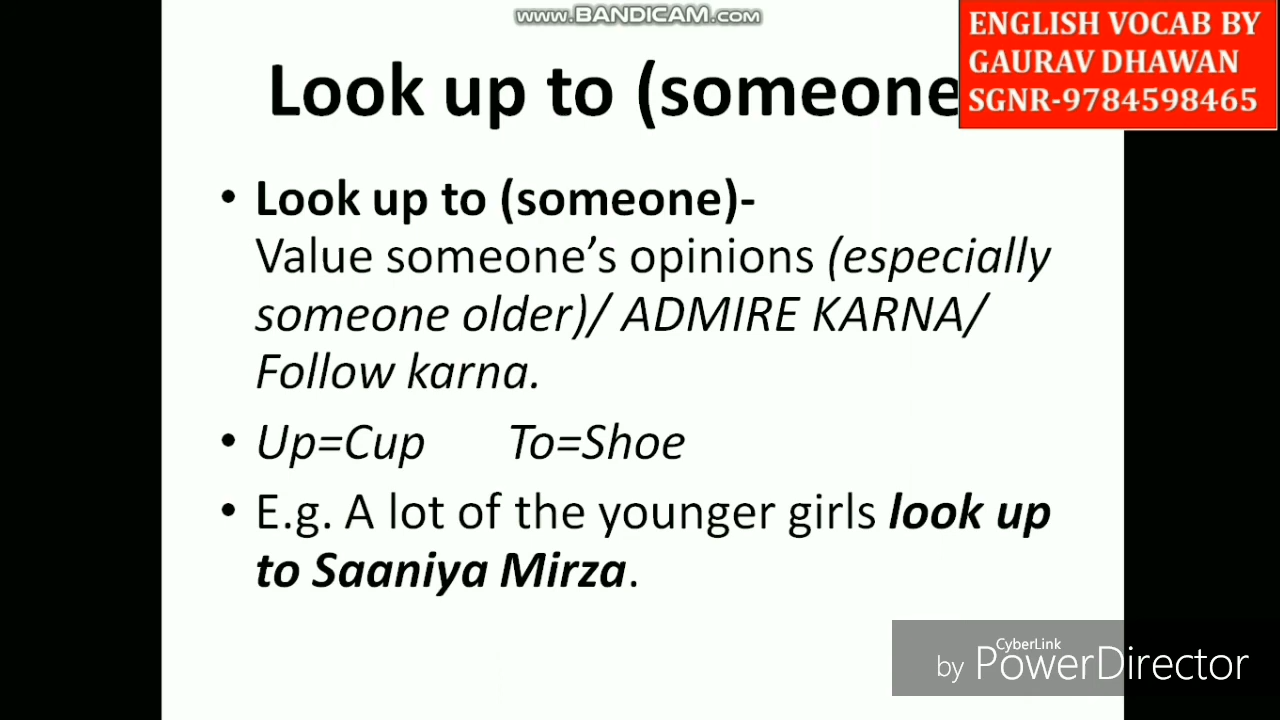 www.BANDICAM.com
ENGLISH VOCAB BY
GAURAV DHAWAN
SGNR-9784598465
Look up to (someone
• Look up to (someone)-
Value someone’s opinions (especially
someone older)/ ADMIRE KARNA/
Follow karna.
• Up=Cup To=Shoe
• E.g. A lot of the younger girls look up
to Saaniya Mirza.
CyberLink
by PowerDirector